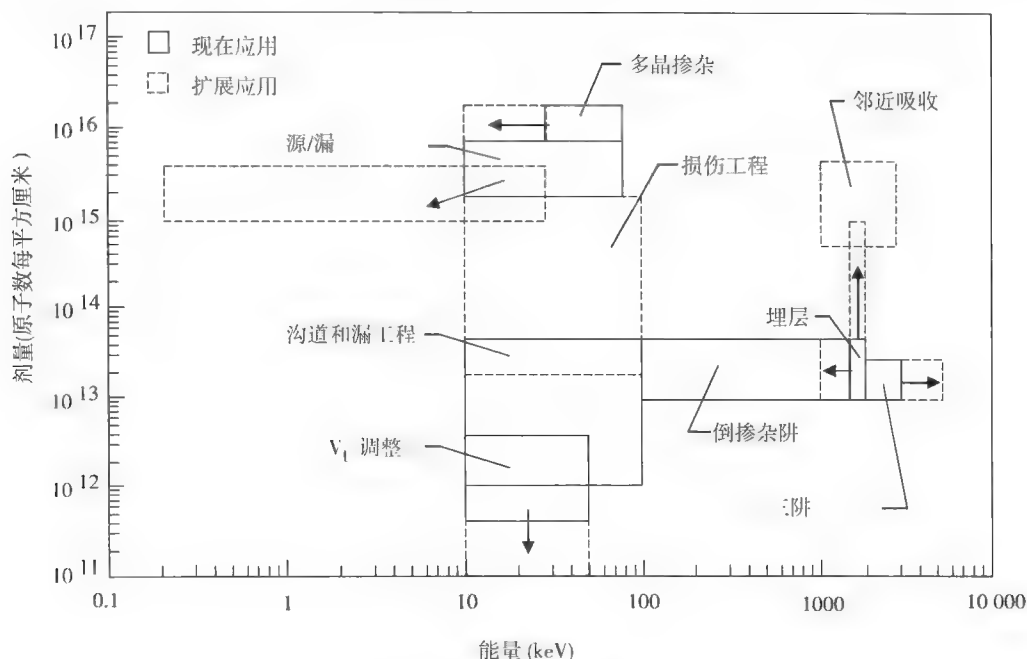 10^17
现在应用
扩展应用
多晶掺杂
邻近吸收
10^16
源/漏
损伤工程
10^15
10^14
沟道和漏工程
埋层
10^13
倒掺杂阱
V_t 调整
10^12
阱
10^11
0.1
1
10
100
1000
10 000
能量 (keV)
剂量(原子数每平方厘米)